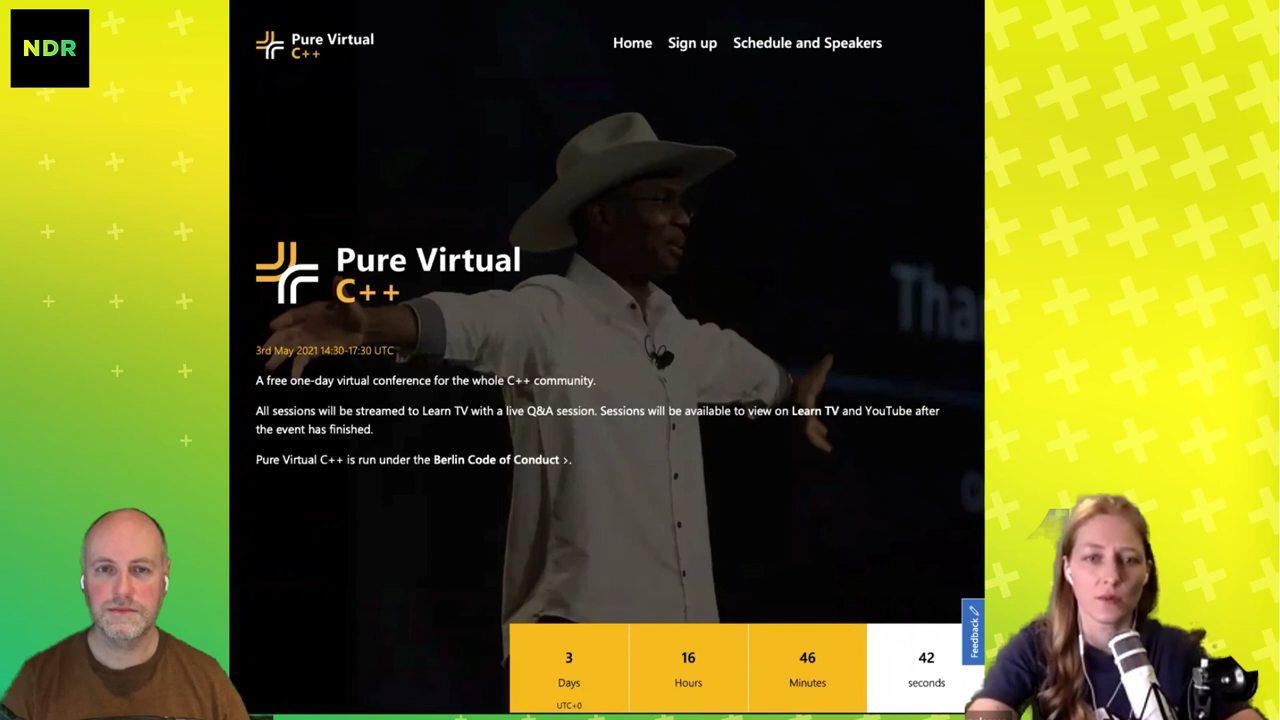 NDR
Pure Virtual
C++
Home Sign up Schedule and Speakers
Pure Virtual
C++
3rd May 2021 14:30-17:30 UTC
A free one-day virtual conference for the whole C++ community.
All sessions will be streamed to Learn TV with a live Q&A session. Sessions will be available to view on Learn TV and YouTube after
the event has finished.
Pure Virtual C++ is run under the Berlin Code of Conduct >.
Tha
Feedback
3 16 46 42
Days Hours Minutes seconds
UTC+0